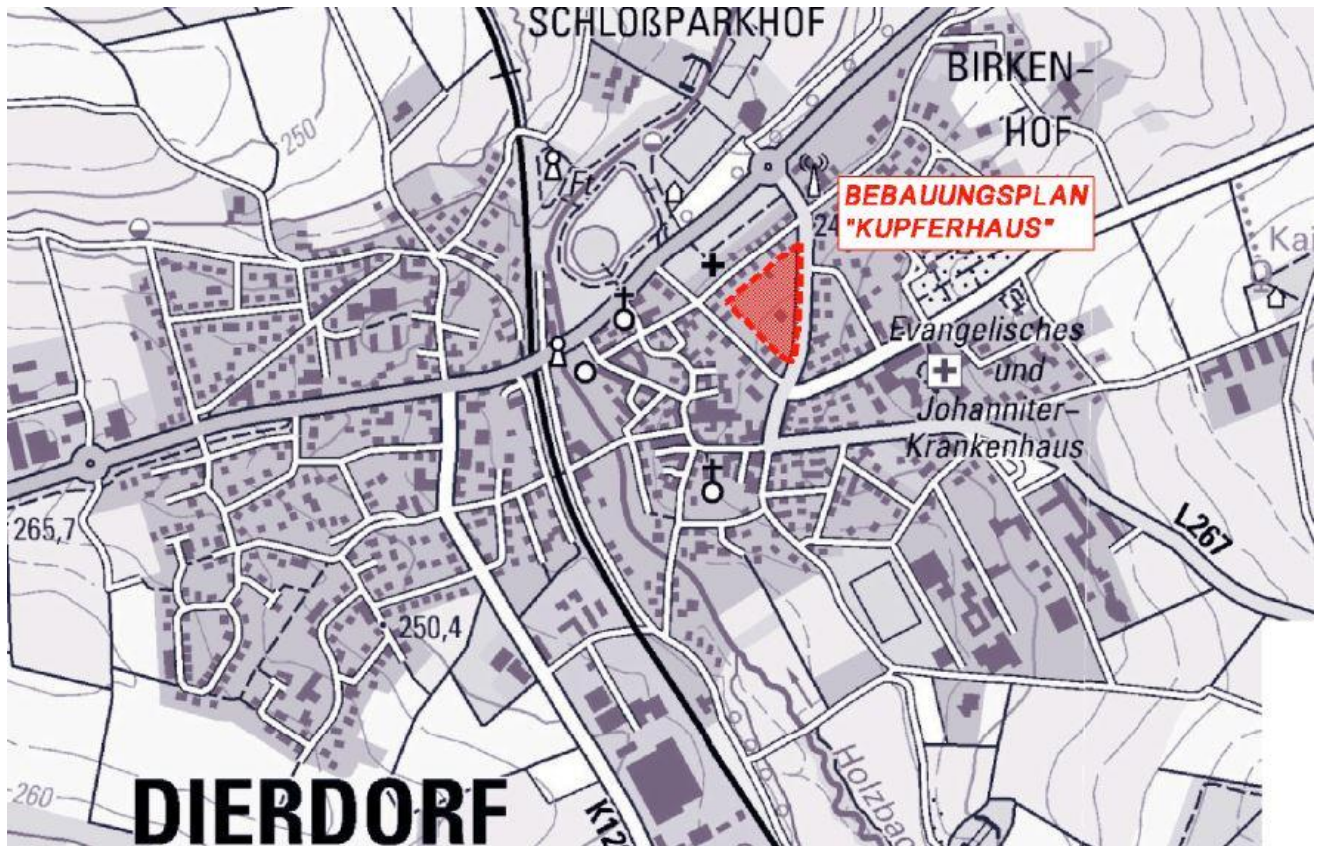 SCHLOßPARKHOF
BIRKEN-
HOF
250
Ft
BEBAUUNGSPLAN
"KUPFERHAUS"
24
Kai
Evangelisches
und
Johanniter-
Krankenhaus
265,7
L267
250,4
260
DIERDORF
K12
Holzbac